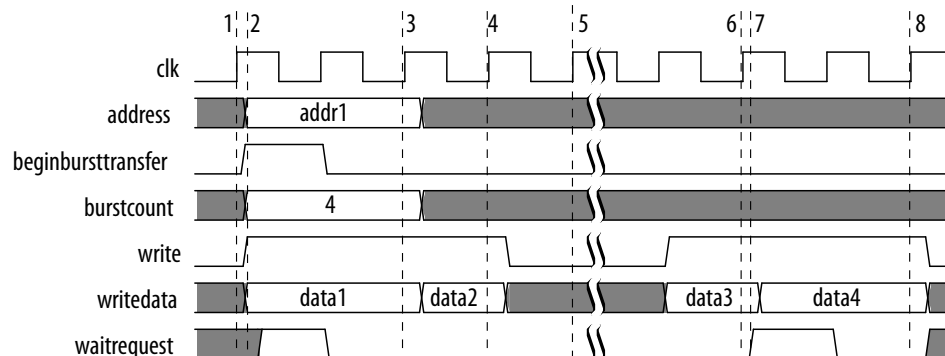 1 2 3 4 5 6 7 8
clk
address addr1
beginbursttransfer
burstcount 4
write
writedata data1 data2 data3 data4
waitrequest